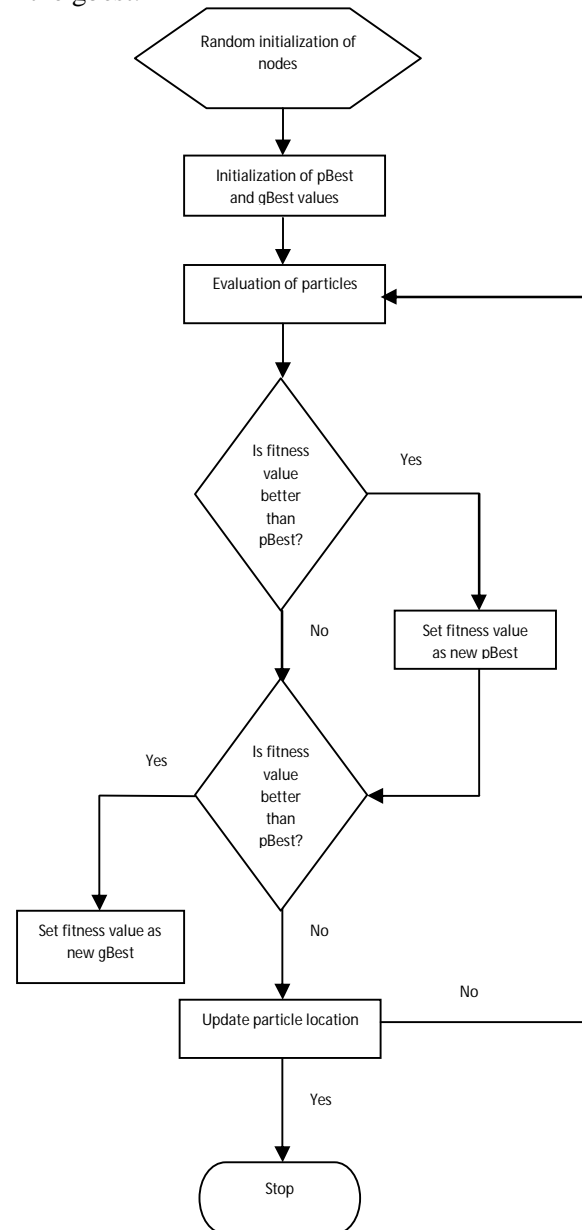 Random initialization of
nodes
Initialization of pBest
and gBest values
Evaluation of particles
Is fitness
value
better
than
pBest?
Yes
No
Set fitness value
as new pBest
Is fitness
value
better
than
pBest?
Yes
Set fitness value as
new gBest
No
Update particle location
No
Yes
Stop